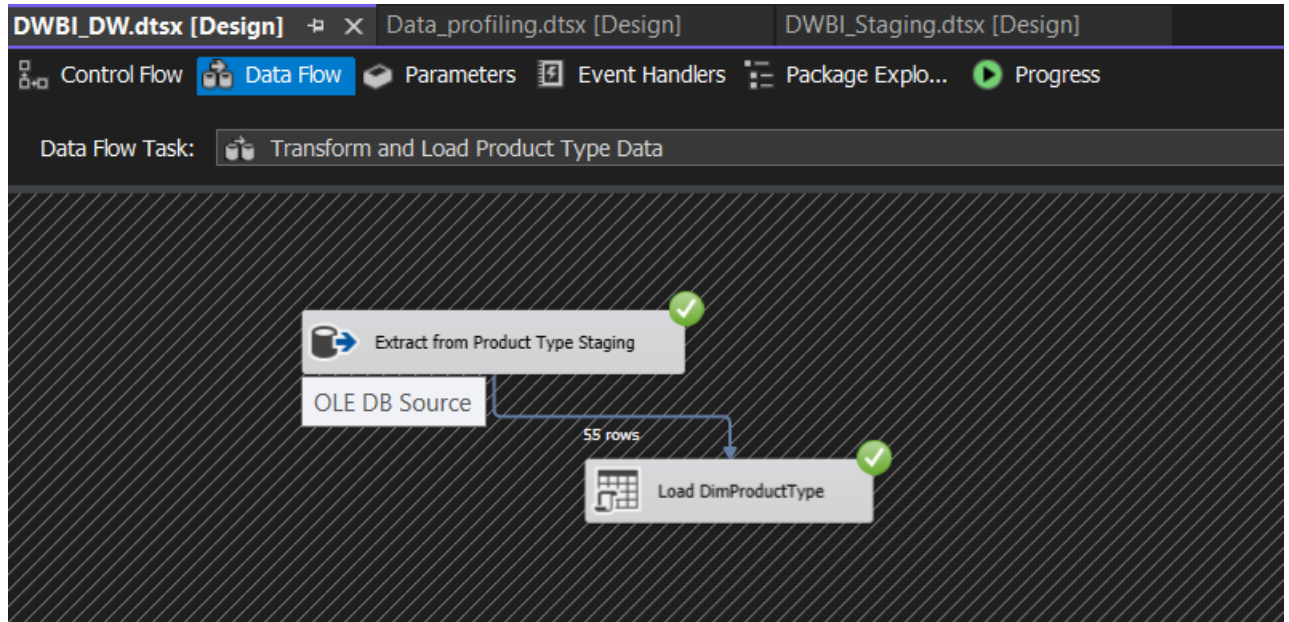 DWBI_DW.dtsx [Design] Data_profiling.dtsx [Design] DWBI_Staging.dtsx [Design]
Control Flow Data Flow Parameters Event Handlers Package Explo... Progress
Data Flow Task: Transform and Load Product Type Data
Extract from Product Type Staging
OLE DB Source
55 rows
Load DimProductType